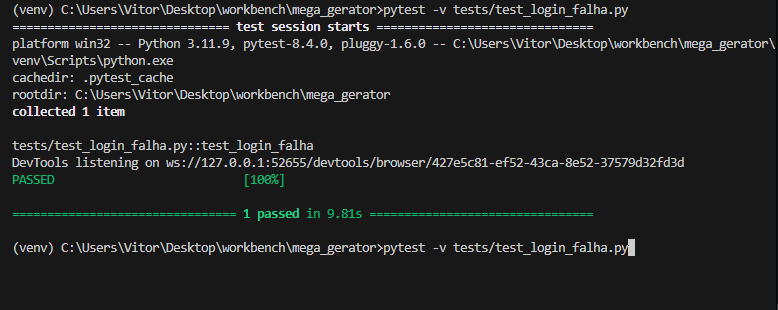 (venv) C:\Users\Vitor\Desktop\workbench\mega_gerator>pytest -v tests/test_login_falha.py
=============================== test session starts ===============================
platform win32 -- Python 3.11.9, pytest-8.4.0, pluggy-1.6.0 -- C:\Users\Vitor\Desktop\workbench\mega_gerator\
venv\Scripts\python.exe
cachedir: .pytest_cache
rootdir: C:\Users\Vitor\Desktop\workbench\mega_gerator
collected 1 item
tests/test_login_falha.py::test_login_falha
DevTools listening on ws://127.0.0.1:52655/devtools/browser/427e5c81-ef52-43ca-8e52-37579d32fd3d
PASSED [100%]
================================ 1 passed in 9.81s ================================
(venv) C:\Users\Vitor\Desktop\workbench\mega_gerator>pytest -v tests/test_login_falha.py